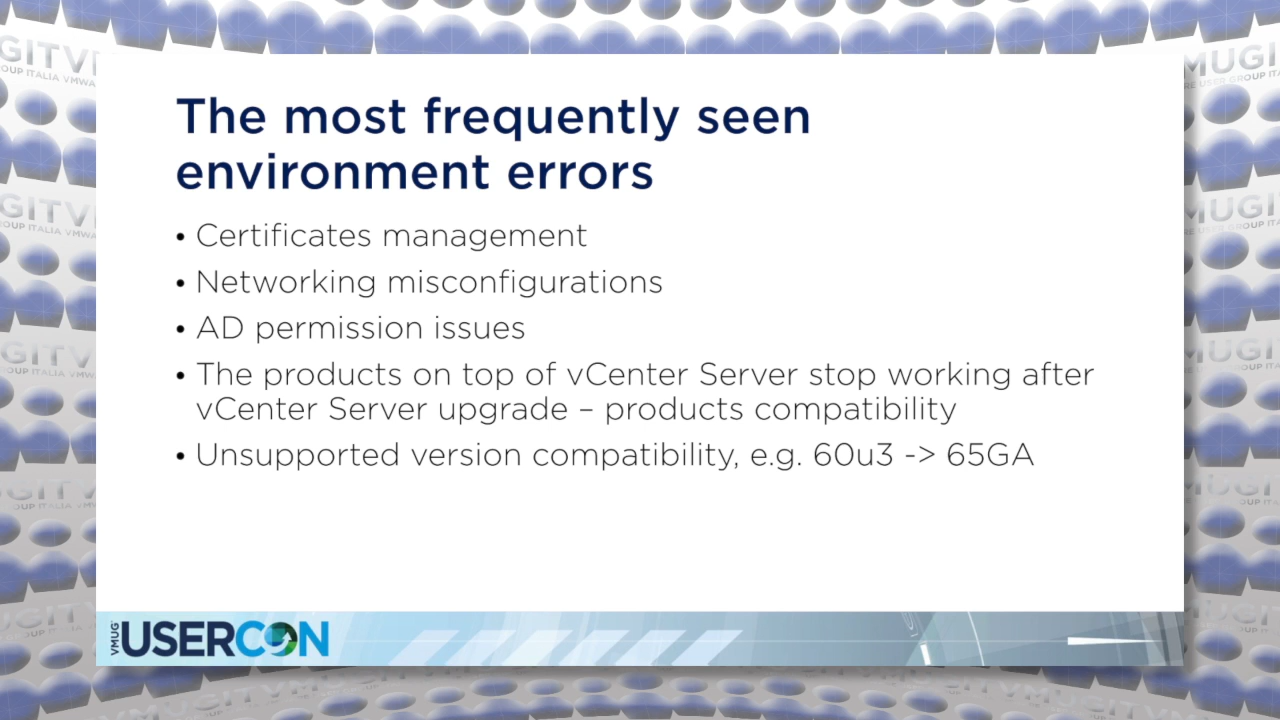 The most frequently seen
environment errors
• Certificates management
• Networking misconfigurations
• AD permission issues
• The products on top of vCenter Server stop working after
vCenter Server upgrade – products compatibility
• Unsupported version compatibility, e.g. 60u3 -> 65GA
VMUG USERCON